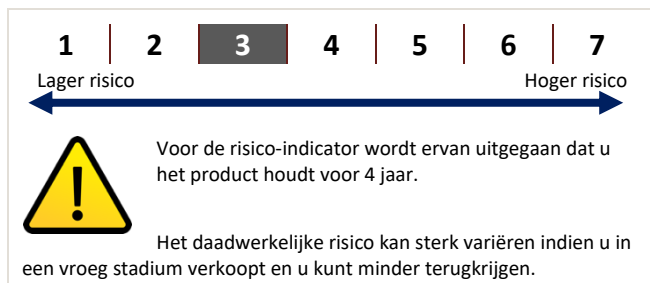 1 2 3 4 5 6 7
Lager risico Hoger risico
Voor de risico-indicator wordt ervan uitgegaan dat u
het product houdt voor 4 jaar.
Het daadwerkelijke risico kan sterk variëren indien u in
een vroeg stadium verkoopt en u kunt minder terugkrijgen.